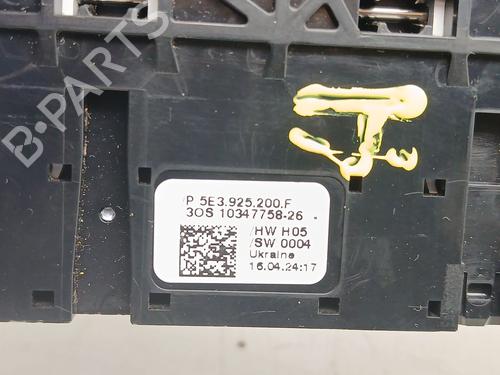 B-PARTS
P 5E3.925.200.F
3OS 10347758-26
/HW H05
/SW 0004
Ukraine
16.04.24:17